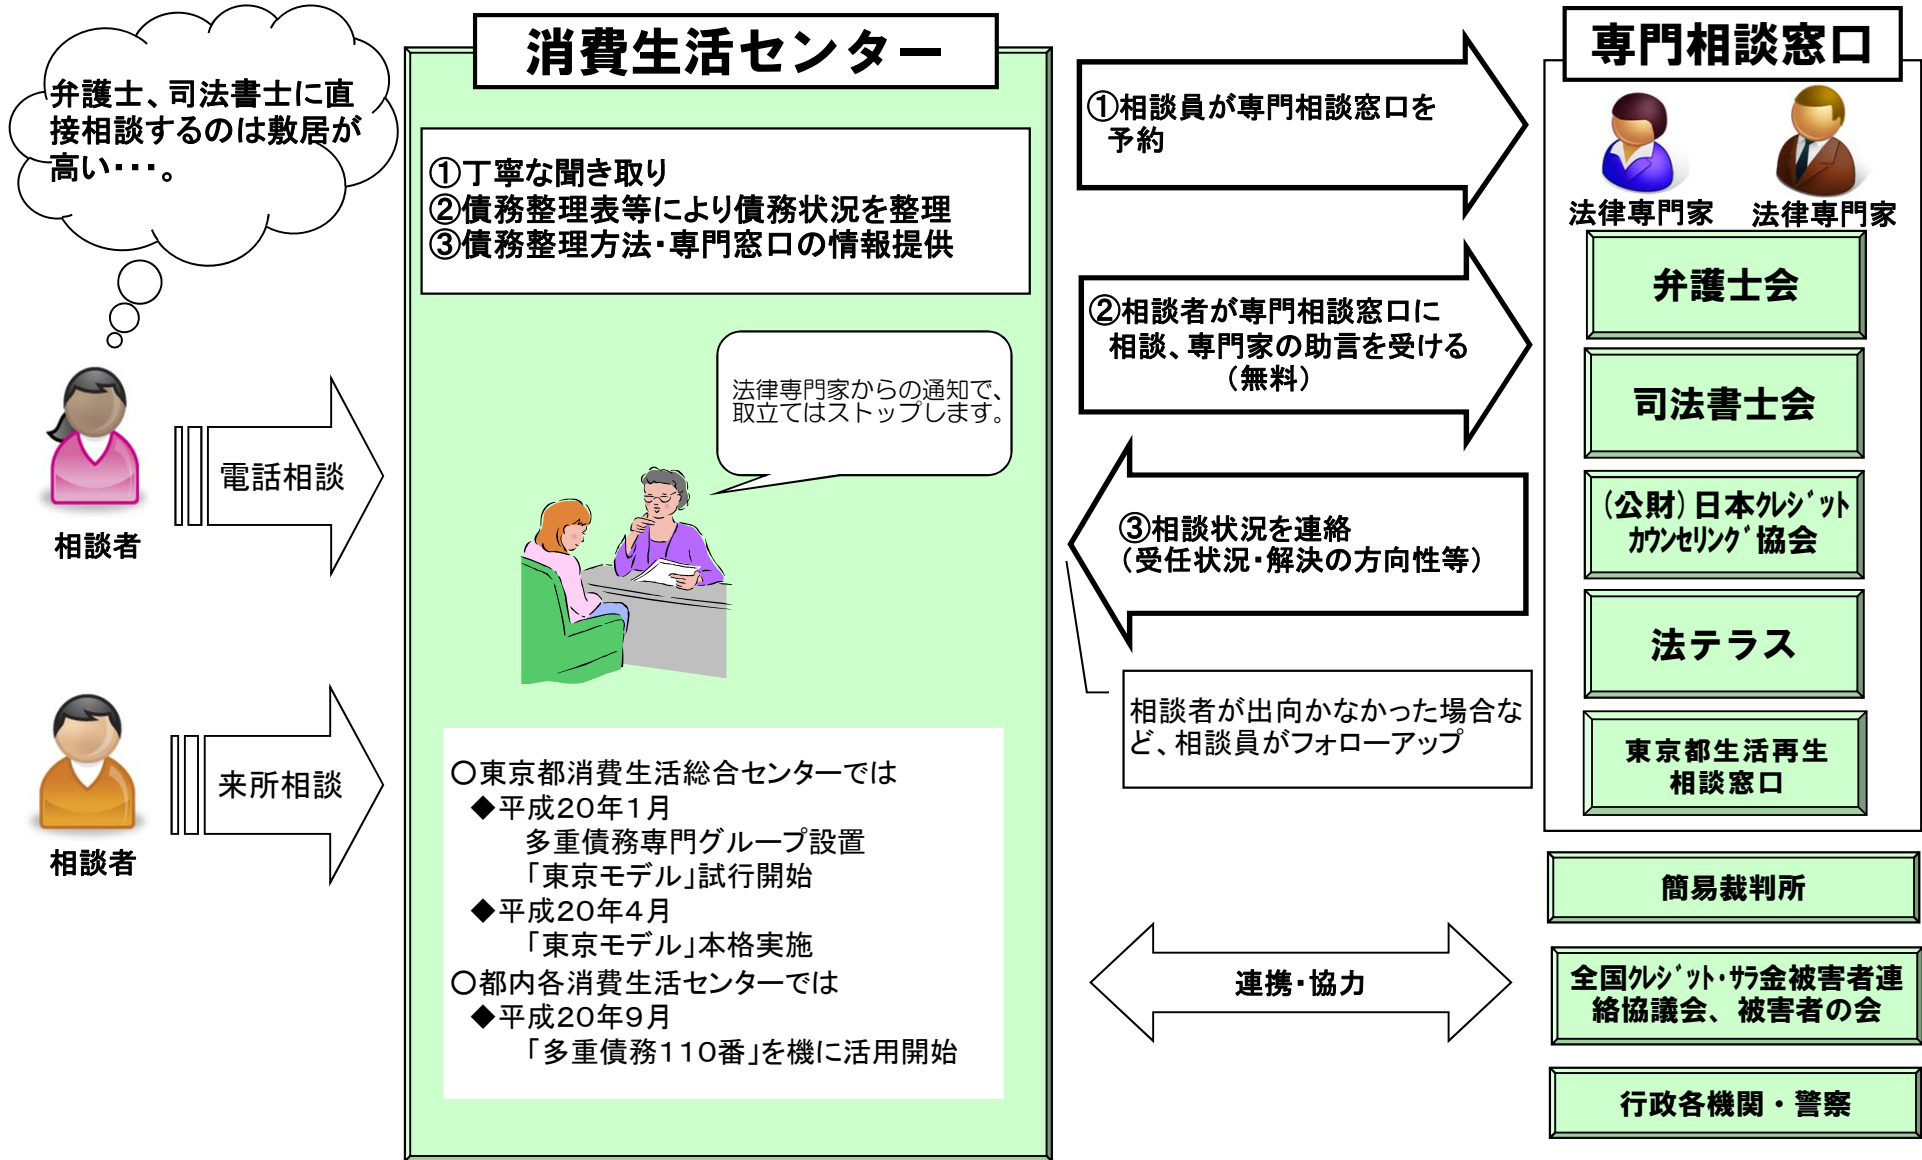 弁護士、司法書士に直
接相談するのは敷居が
高い・・・。
相談者
電話相談
相談者
来所相談
消費生活センター
①丁寧な聞き取り
②債務整理表等により債務状況を整理
③債務整理方法・専門窓口の情報提供
法律専門家からの通知で、
取立てはストップします。
○東京都消費生活総合センターでは
◆平成20年1月
多重債務専門グループ設置
「東京モデル」試行開始
◆平成20年4月
「東京モデル」本格実施
○都内各消費生活センターでは
◆平成20年9月
「多重債務110番」を機に活用開始
①相談員が専門相談窓口を
予約
②相談者が専門相談窓口に
相談、専門家の助言を受ける
（無料）
③相談状況を連絡
（受任状況・解決の方向性等）
相談者が出向かなかった場合な
ど、相談員がフォローアップ
連携・協力
専門相談窓口
法律専門家 法律専門家
弁護士会
司法書士会
(公財)日本ｸﾚｼﾞｯﾄ
ｶｳﾝｾﾘﾝｸﾞ協会
法テラス
東京都生活再生
相談窓口
簡易裁判所
全国ｸﾚｼﾞｯﾄ・ｻﾗ金被害者連
絡協議会、被害者の会
行政各機関・警察